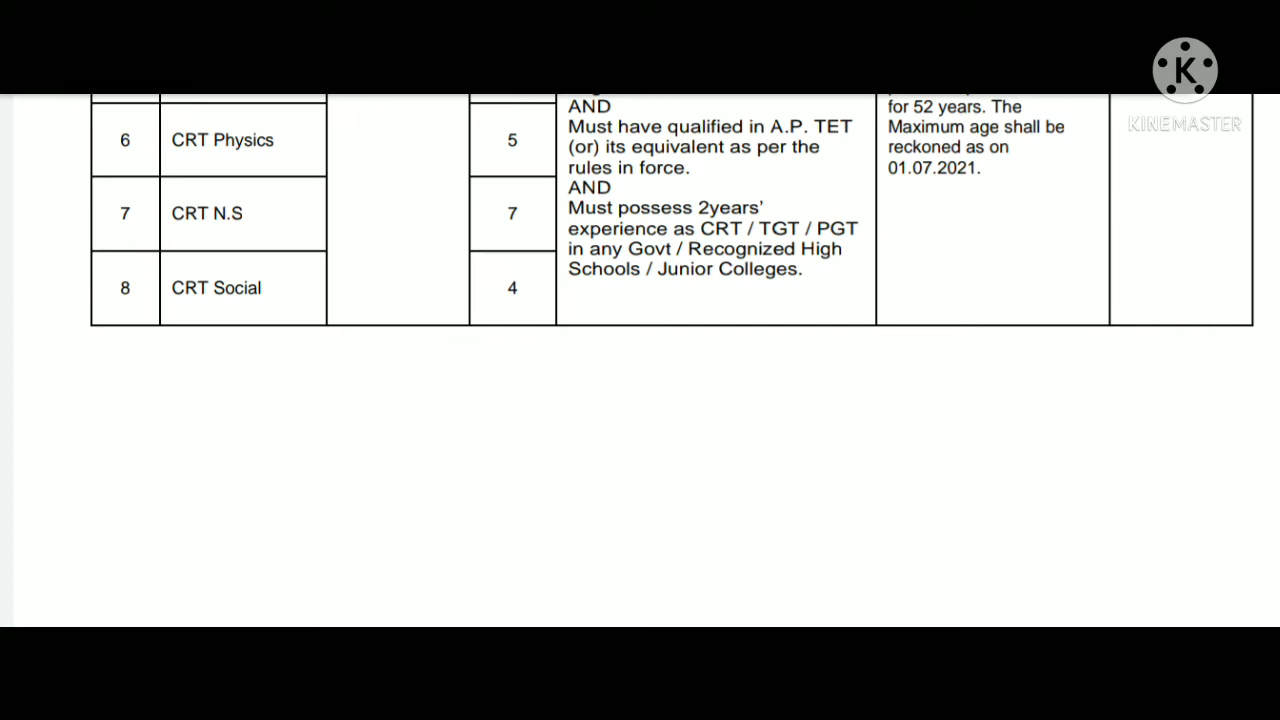 K
KINEMASTER
6
CRT Physics
5
7
CRT N.S
7
8
CRT Social
4
AND
Must have qualified in A.P. TET
(or) its equivalent as per the
rules in force.
AND
Must possess 2years'
experience as CRT / TGT / PGT
in any Govt / Recognized High
Schools / Junior Colleges.
for 52 years. The
Maximum age shall be
reckoned as on
01.07.2021.